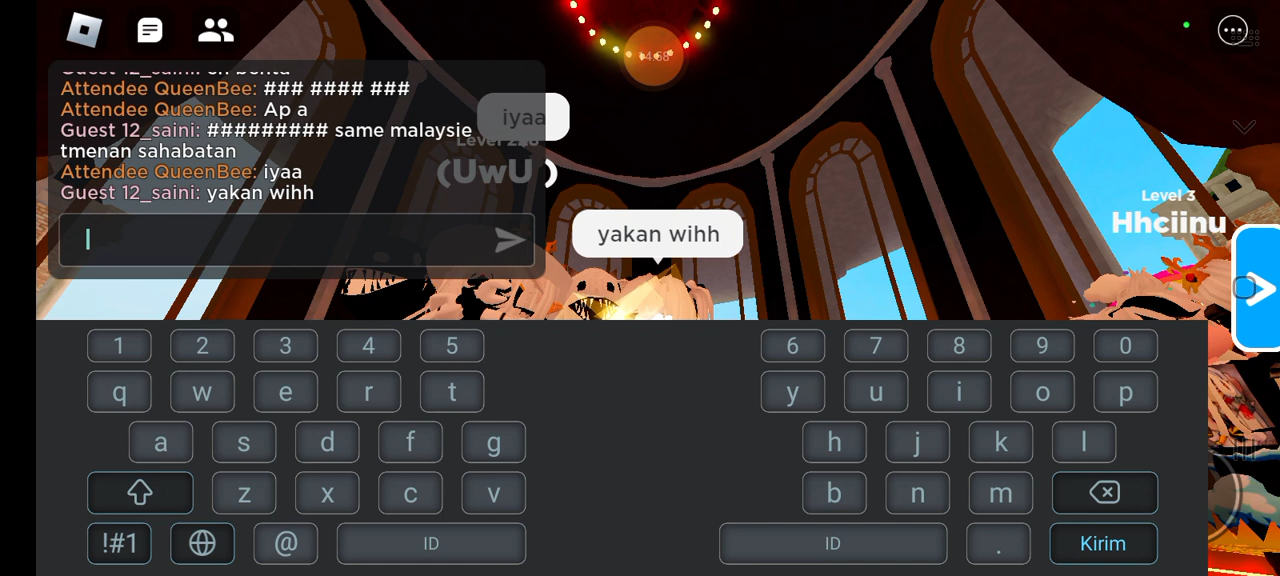 Attendee QueenBee: ### #### ###
Attendee QueenBee: Ap a
Guest 12_saini: ######### same malaysie
tmenan sahabatan
Attendee QueenBee: iyaa
Guest 12_saini: yakan wihh
iyaa
(UwU )
yakan wihh
Level 3
Hhciinu
1 2 3 4 5 6 7 8 9 0
q w e r t y u i o p
a s d f g h j k l
z x c v b n m
!#1 @ ID ID . Kirim